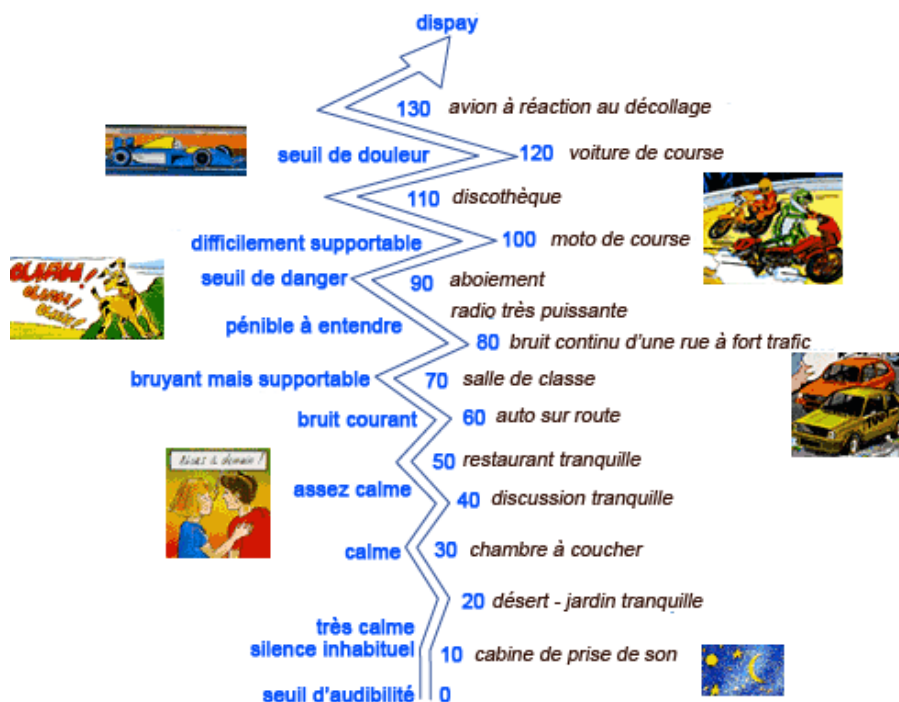 dispay
130 avion à réaction au décollage
seuil de douleur 120 voiture de course
110 discothèque
difficilement supportable 100 moto de course
seuil de danger 90 aboiement
radio très puissante
pénible à entendre
80 bruit continu d'une rue à fort trafic
bruyant mais supportable 70 salle de classe
bruit courant 60 auto sur route
50 restaurant tranquille
assez calme 40 discussion tranquille
calme 30 chambre à coucher
20 désert - jardin tranquille
très calme
silence inhabituel 10 cabine de prise de son
seuil d'audibilité 0